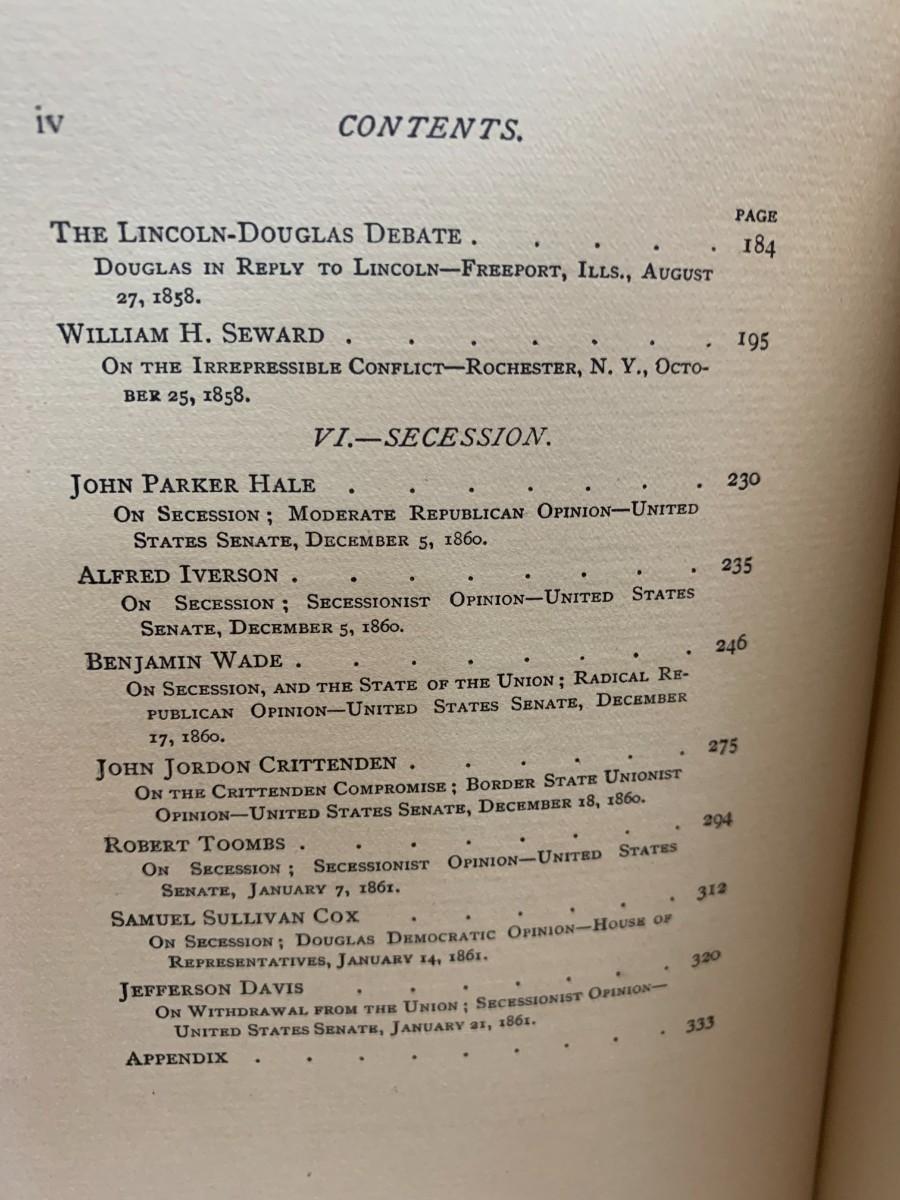 iv CONTENTS.
PAGE
THE LINCOLN-DOUGLAS DEBATE . . . . . 184
DOUGLAS IN REPLY TO LINCOLN—FREEPORT, ILLS., AUGUST
27, 1858.
WILLIAM H. SEWARD . . . . . . . 195
ON THE IRREPRESSIBLE CONFLICT—ROCHESTER, N. Y., OCTO-
BER 25, 1858.
VI.—SECESSION.
JOHN PARKER HALE . . . . . . . 230
ON SECESSION; MODERATE REPUBLICAN OPINION—UNITED
STATES SENATE, DECEMBER 5, 1860.
ALFRED IVERSON . . . . . . . . 235
ON SECESSION; SECESSIONIST OPINION—UNITED STATES
SENATE, DECEMBER 5, 1860.
BENJAMIN WADE . . . . . . . . 246
ON SECESSION, AND THE STATE OF THE UNION; RADICAL RE-
PUBLICAN OPINION—UNITED STATES SENATE, DECEMBER
17, 1860.
JOHN JORDON CRITTENDEN . . . . . . 275
ON THE CRITTENDEN COMPROMISE; BORDER STATE UNIONIST
OPINION—UNITED STATES SENATE, DECEMBER 18, 1860.
ROBERT TOOMBS . . . . . . . . 294
ON SECESSION; SECESSIONIST OPINION—UNITED STATES
SENATE, JANUARY 7, 1861.
SAMUEL SULLIVAN COX . . . . . . 312
ON SECESSION; DOUGLAS DEMOCRATIC OPINION—HOUSE OF
REPRESENTATIVES, JANUARY 14, 1861.
JEFFERSON DAVIS . . . . . . . 320
ON WITHDRAWAL FROM THE UNION; SECESSIONIST OPINION—
UNITED STATES SENATE, JANUARY 21, 1861.
APPENDIX . . . . . . . . . 333